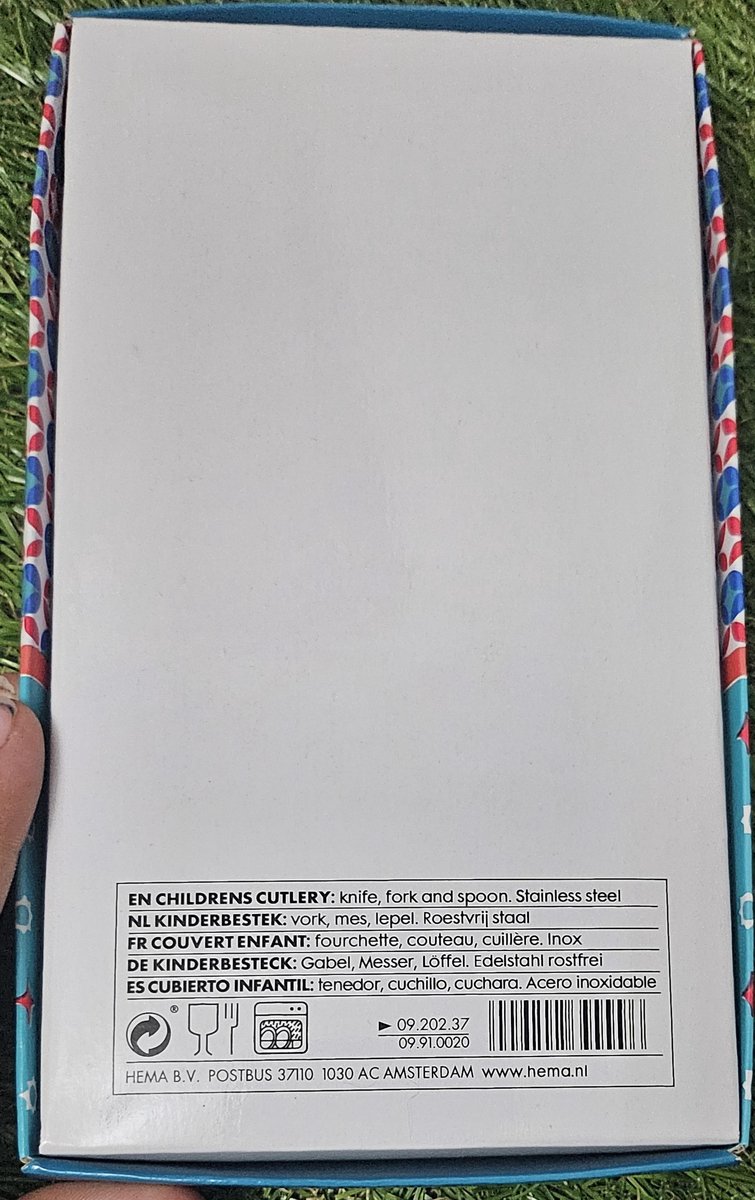 EN CHILDRENS CUTLERY: knife, fork and spoon. Stainless steel
NL KINDERBESTEK: vork, mes, lepel. Roestvrij staal
FR COUVERT ENFANT: fourchette, couteau, cuillère. Inox
DE KINDERBESTECK: Gabel, Messer, Löffel. Edelstahl rostfrei
ES CUBIERTO INFANTIL: tenedor, cuchillo, cuchara. Acero inoxidable
®
► 09.202.37
09.91.0020
HEMA B.V. POSTBUS 37110 1030 AC AMSTERDAM www.hema.nl